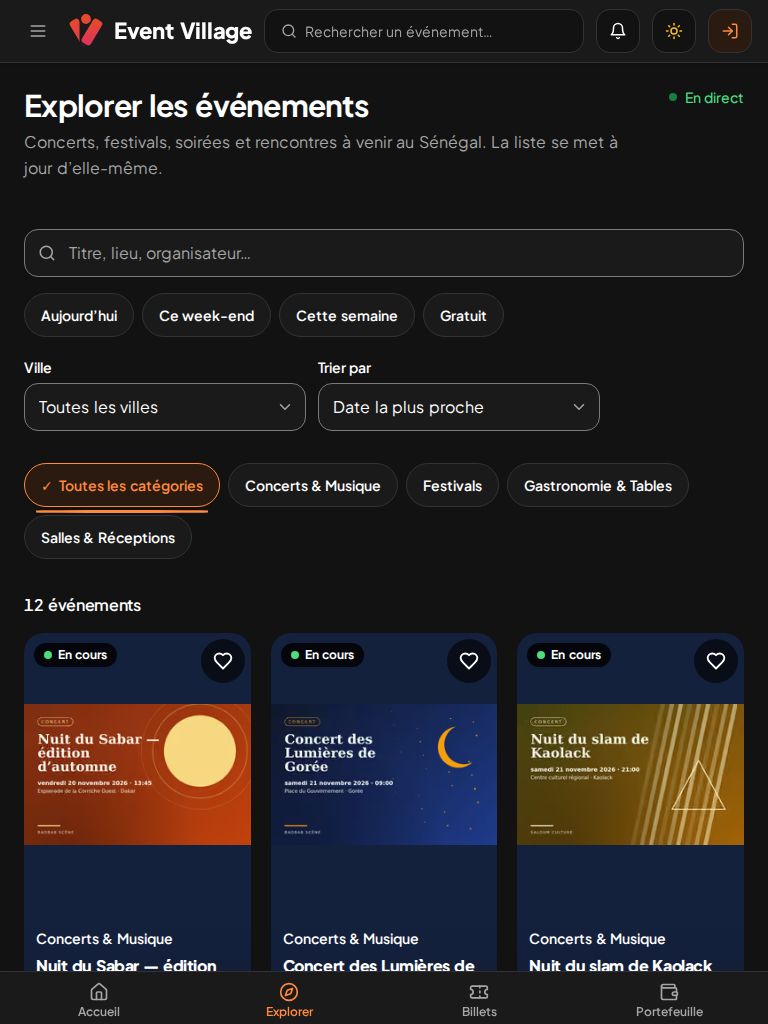 Event Village
Rechercher un événement…
Explorer les événements
En direct
Concerts, festivals, soirées et rencontres à venir au Sénégal. La liste se met à
jour d’elle-même.
Titre, lieu, organisateur…
Aujourd’hui
Ce week-end
Cette semaine
Gratuit
Ville
Trier par
Toutes les villes
Date la plus proche
✓ Toutes les catégories
Concerts & Musique
Festivals
Gastronomie & Tables
Salles & Réceptions
12 événements
En cours
CONCERT
Nuit du Sabar —
édition
d’automne
vendredi 20 novembre 2026 · 13:45
Esplanade de la Corniche Ouest · Dakar
BAOBAB SCÈNE
Concerts & Musique
Nuit du Sabar — édition
En cours
CONCERT
Concert des
Lumières de
Gorée
samedi 21 novembre 2026 · 09:00
Place du Gouvernement · Gorée
BAOBAB SCÈNE
Concerts & Musique
Concert des Lumières de
En cours
CONCERT
Nuit du slam de
Kaolack
samedi 21 novembre 2026 · 21:00
Centre culturel régional · Kaolack
SALOUM CULTURE
Concerts & Musique
Nuit du slam de Kaolack
Accueil
Explorer
Billets
Portefeuille